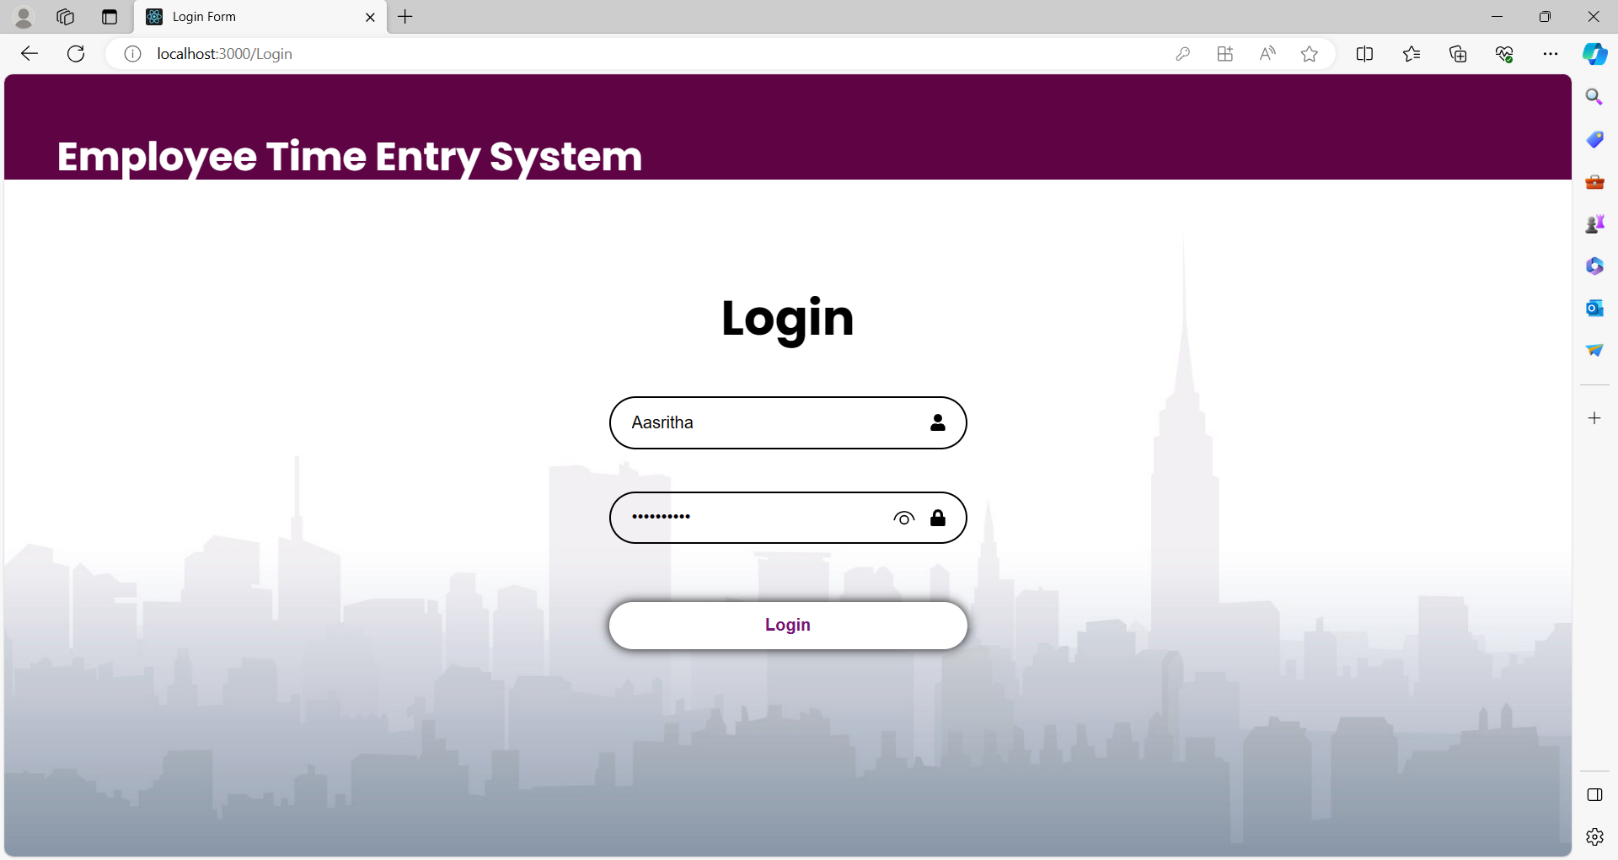 Login Form
localhost:3000/Login
Employee Time Entry System
Login
Aasritha
••••••••••
Login